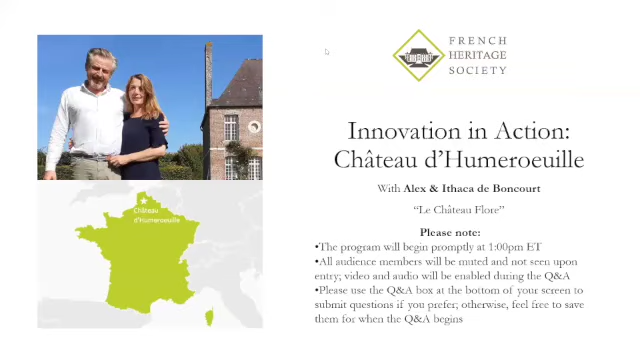 FRENCH
HERITAGE
SOCIETY
Innovation in Action:
Château d'Humeroeuille
With Alex & Ithaca de Boncourt
"Le Château Flore"
Please note:
•The program will begin promptly at 1:00pm ET
•All audience members will be muted and not seen upon
entry; video and audio will be enabled during the Q&A
•Please use the Q&A box at the bottom of your screen to
submit questions if you prefer; otherwise, feel free to save
them for when the Q&A begins
Château
d'Humeroeuille